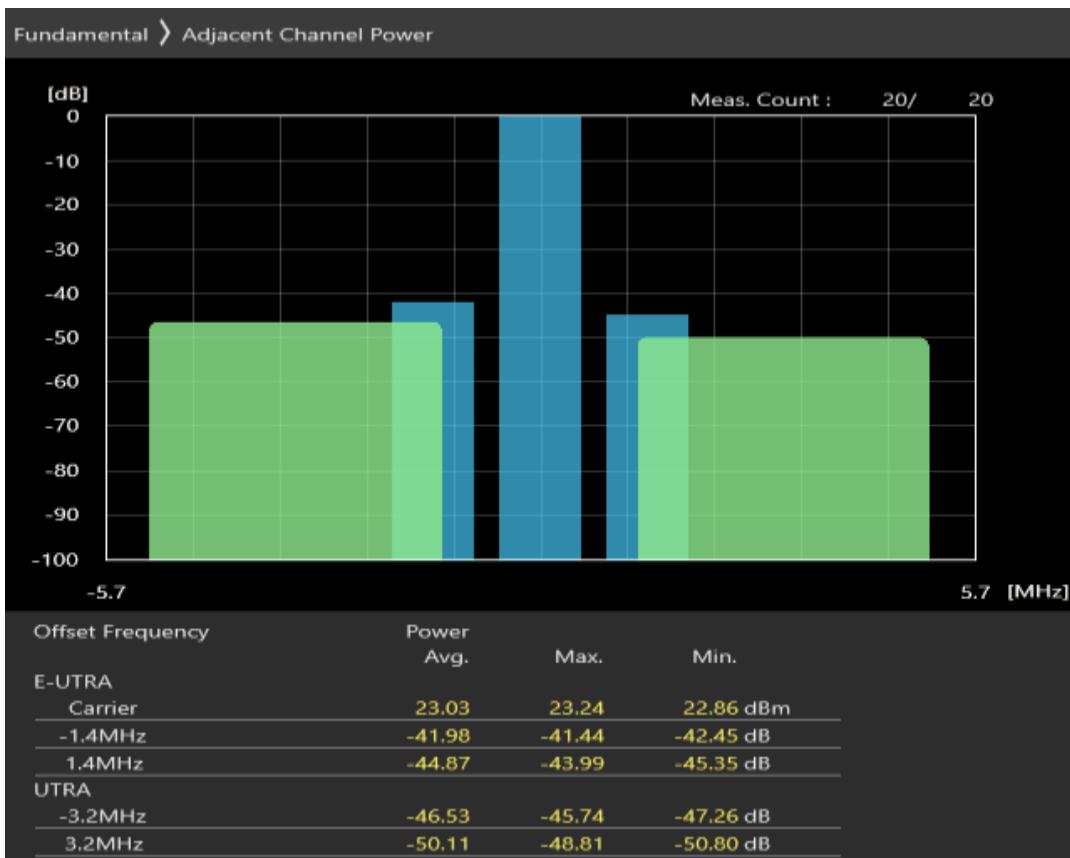 Fundamental 〉 Adjacent Channel Power
[dB]
Meas. Count : 20/ 20
0
-10
-20
-30
-40
-50
-60
-70
-80
-90
-100
-5.7 5.7 [MHz]
Offset Frequency Power
Avg. Max. Min.
E-UTRA
Carrier 23.03 23.24 22.86 dBm
-1.4MHz -41.98 -41.44 -42.45 dB
1.4MHz -44.87 -43.99 -45.35 dB
UTRA
-3.2MHz -46.53 -45.74 -47.26 dB
3.2MHz -50.11 -48.81 -50.80 dB